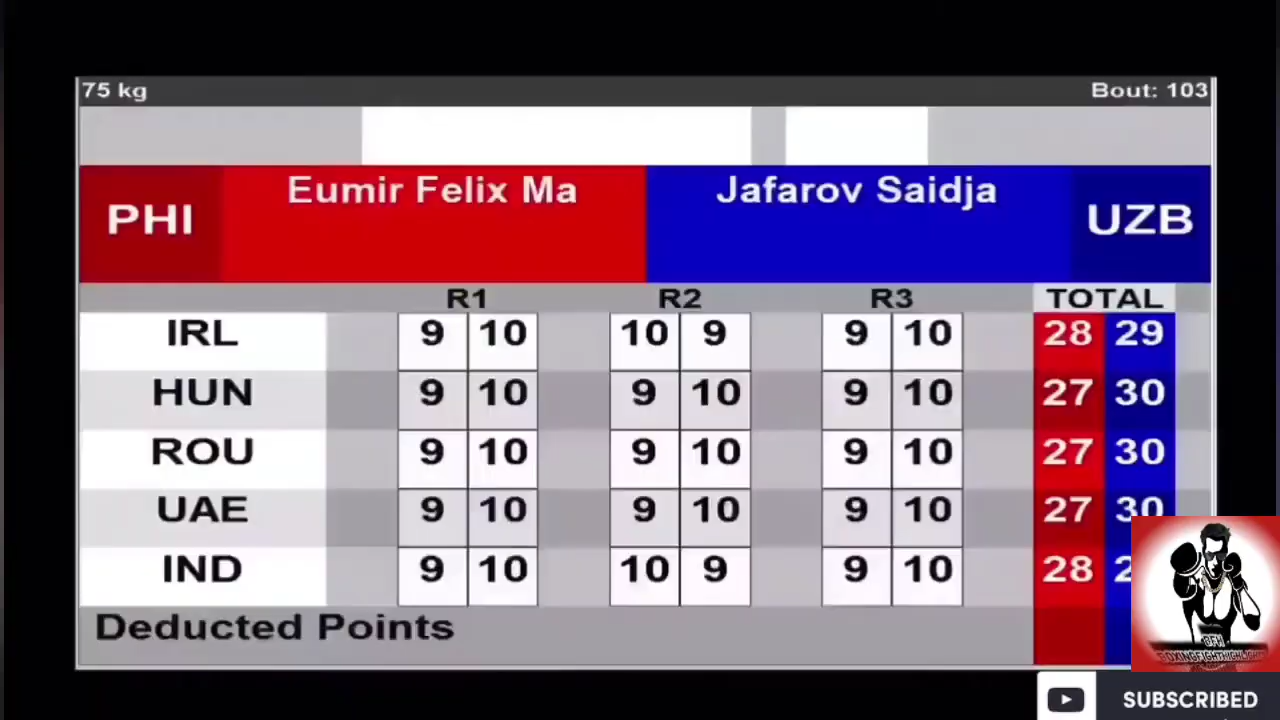 75 kg Bout: 103
PHI Eumir Felix Ma Jafarov Saidja UZB
R1 R2 R3 TOTAL
IRL 9 10 10 9 9 10 28 29
HUN 9 10 9 10 9 10 27 30
ROU 9 10 9 10 9 10 27 30
UAE 9 10 9 10 9 10 27 30
IND 9 10 10 9 9 10 28
Deducted Points
SUBSCRIBED